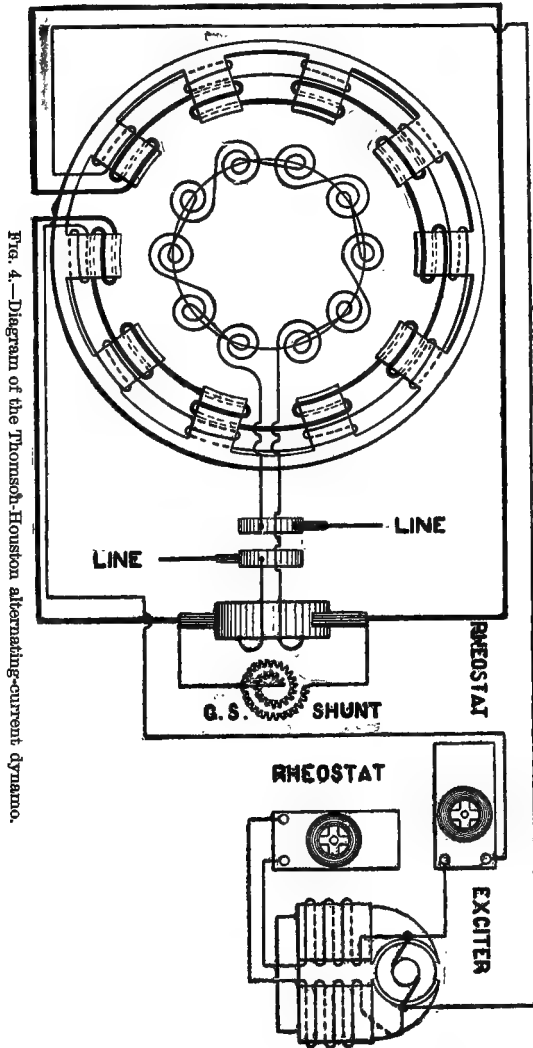 LINE
LINE
RHEOSTAT
G. S. SHUNT
RHEOSTAT
EXCITER
FIG. 4.—Diagram of the Thomson-Houston alternating-current dynamo.